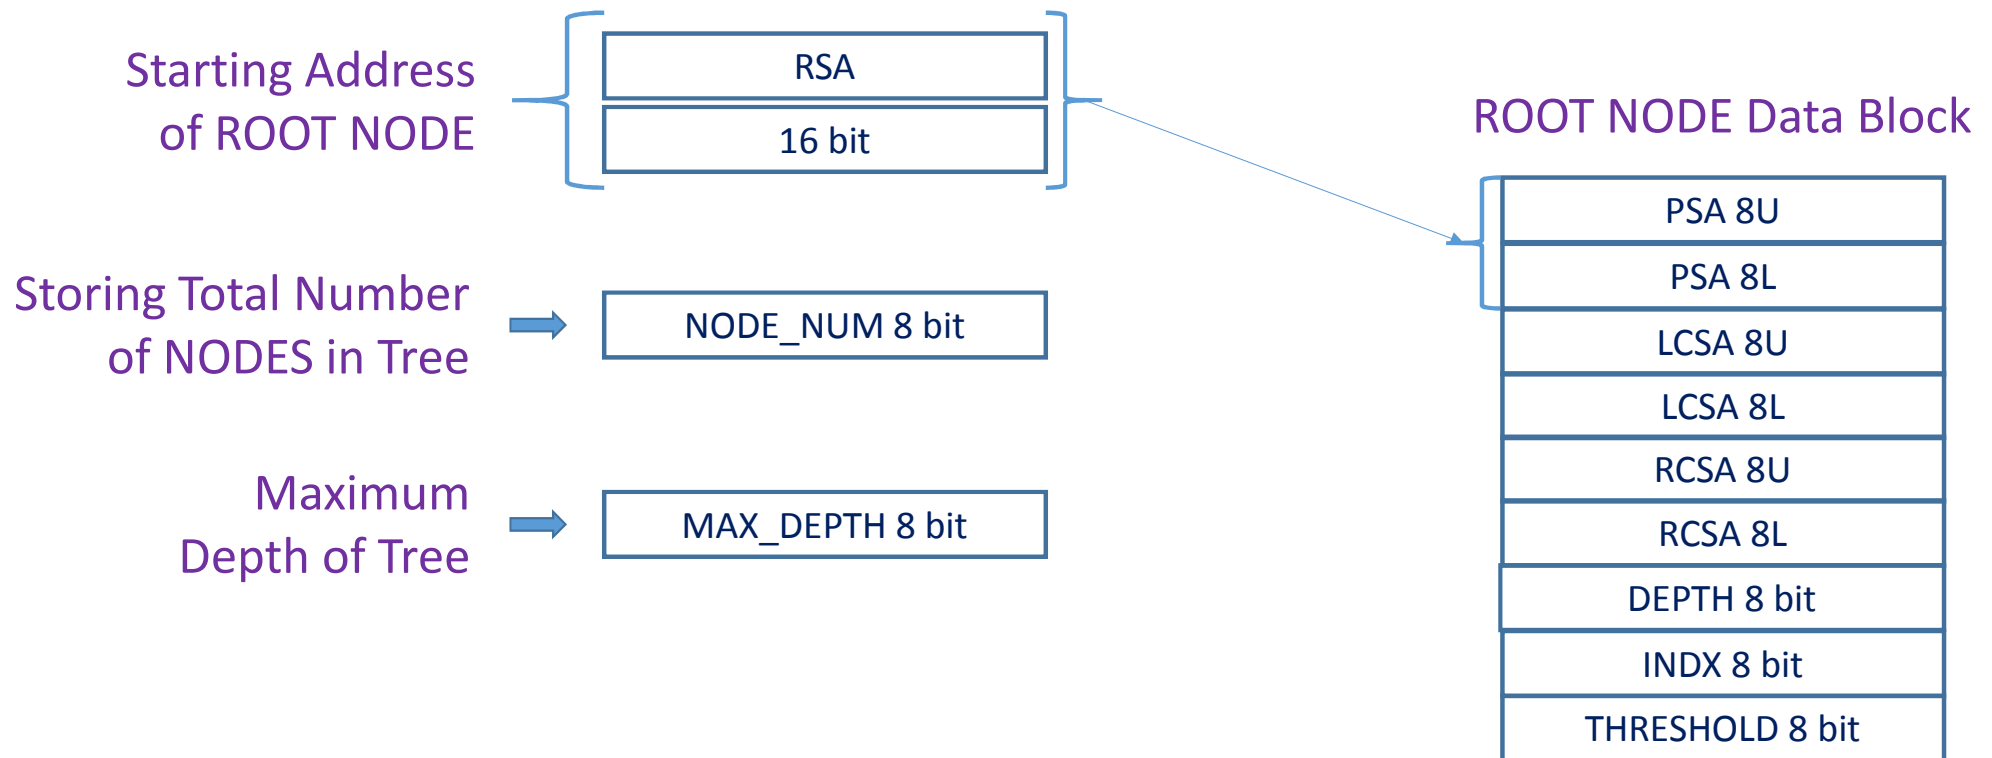 Starting Address
of ROOT NODE
RSA
16 bit
Storing Total Number
of NODES in Tree
NODE_NUM 8 bit
Maximum
Depth of Tree
MAX_DEPTH 8 bit
ROOT NODE Data Block
PSA 8U
PSA 8L
LCSA 8U
LCSA 8L
RCSA 8U
RCSA 8L
DEPTH 8 bit
INDX 8 bit
THRESHOLD 8 bit